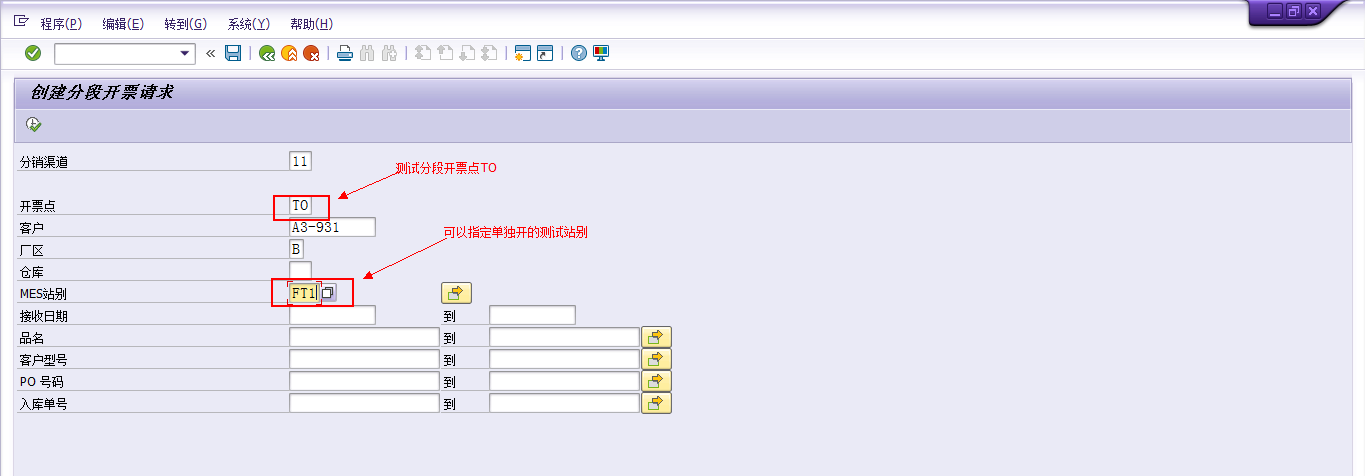 程序(P) 编辑(E) 转到(G) 系统(Y) 帮助(H)
创建分段开票请求
分销渠道 11
测试分段开票点TO
开票点 TO
客户 A3-931
可以指定单独开的测试站别
厂区 B
仓库
MES站别 FT1
接收日期 到
品名 到
客户型号 到
PO 号码 到
入库单号 到